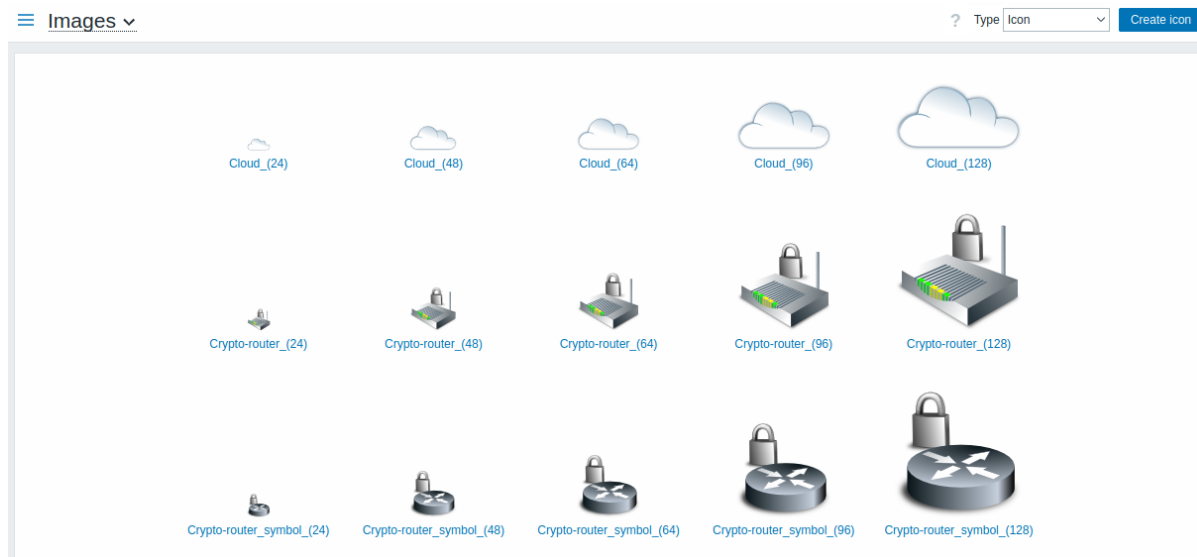 Images
? Type Icon Create icon
Cloud_(24) Cloud_(48) Cloud_(64) Cloud_(96) Cloud_(128)
Crypto-router_(24) Crypto-router_(48) Crypto-router_(64) Crypto-router_(96) Crypto-router_(128)
Crypto-router_symbol_(24) Crypto-router_symbol_(48) Crypto-router_symbol_(64) Crypto-router_symbol_(96) Crypto-router_symbol_(128)